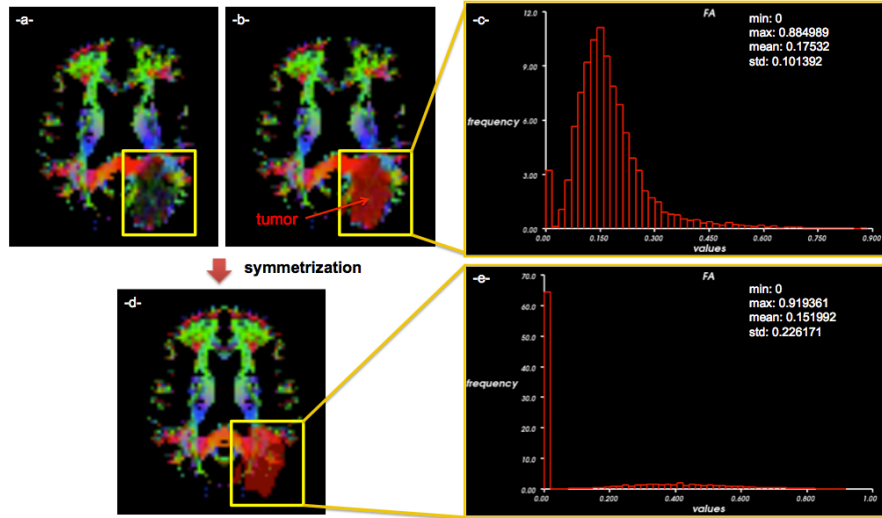 -a-
-b-
tumor
-c-
FA
min: 0
max: 0.884989
mean: 0.17532
std: 0.101392
12.0
9.00
frequency
6.00
3.00
0.00
0.00
0.150
0.300
0.450
0.600
0.750
0.900
values
symmetrization
-d-
-e-
FA
min: 0
max: 0.919361
mean: 0.151992
std: 0.226171
70.0
60.0
50.0
40.0
frequency
30.0
20.0
10.0
0.00
0.00
0.200
0.400
0.600
0.800
1.00
values